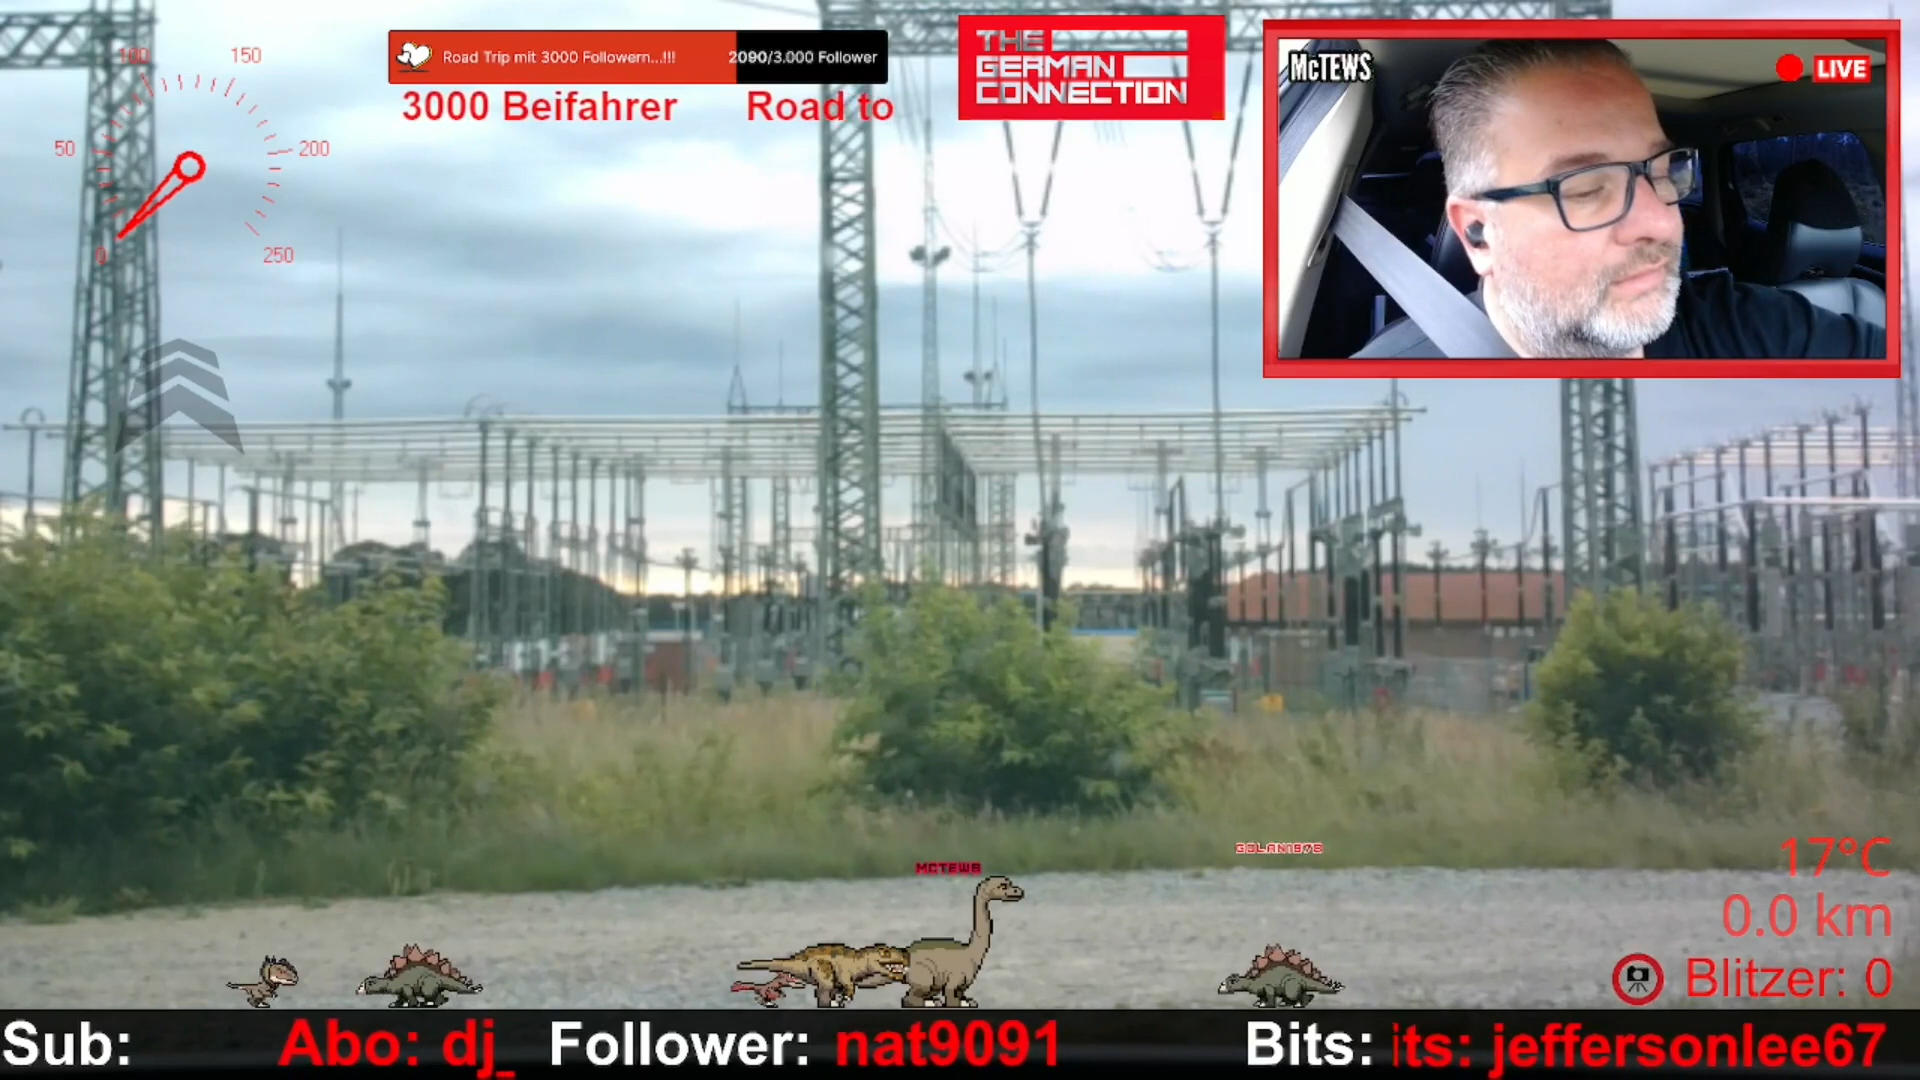 100
150
50
200
0
250
Road Trip mit 3000 Followern...!!!
2090/3.000 Follower
3000 Beifahrer
Road to
THE
GERMAN
CONNECTION
McTEWS
LIVE
MCTEWS
GOLAN1978
17°C
0.0 km
Blitzer: 0
Sub:
Abo: dj_
Follower: nat9091
Bits: its: jeffersonlee67